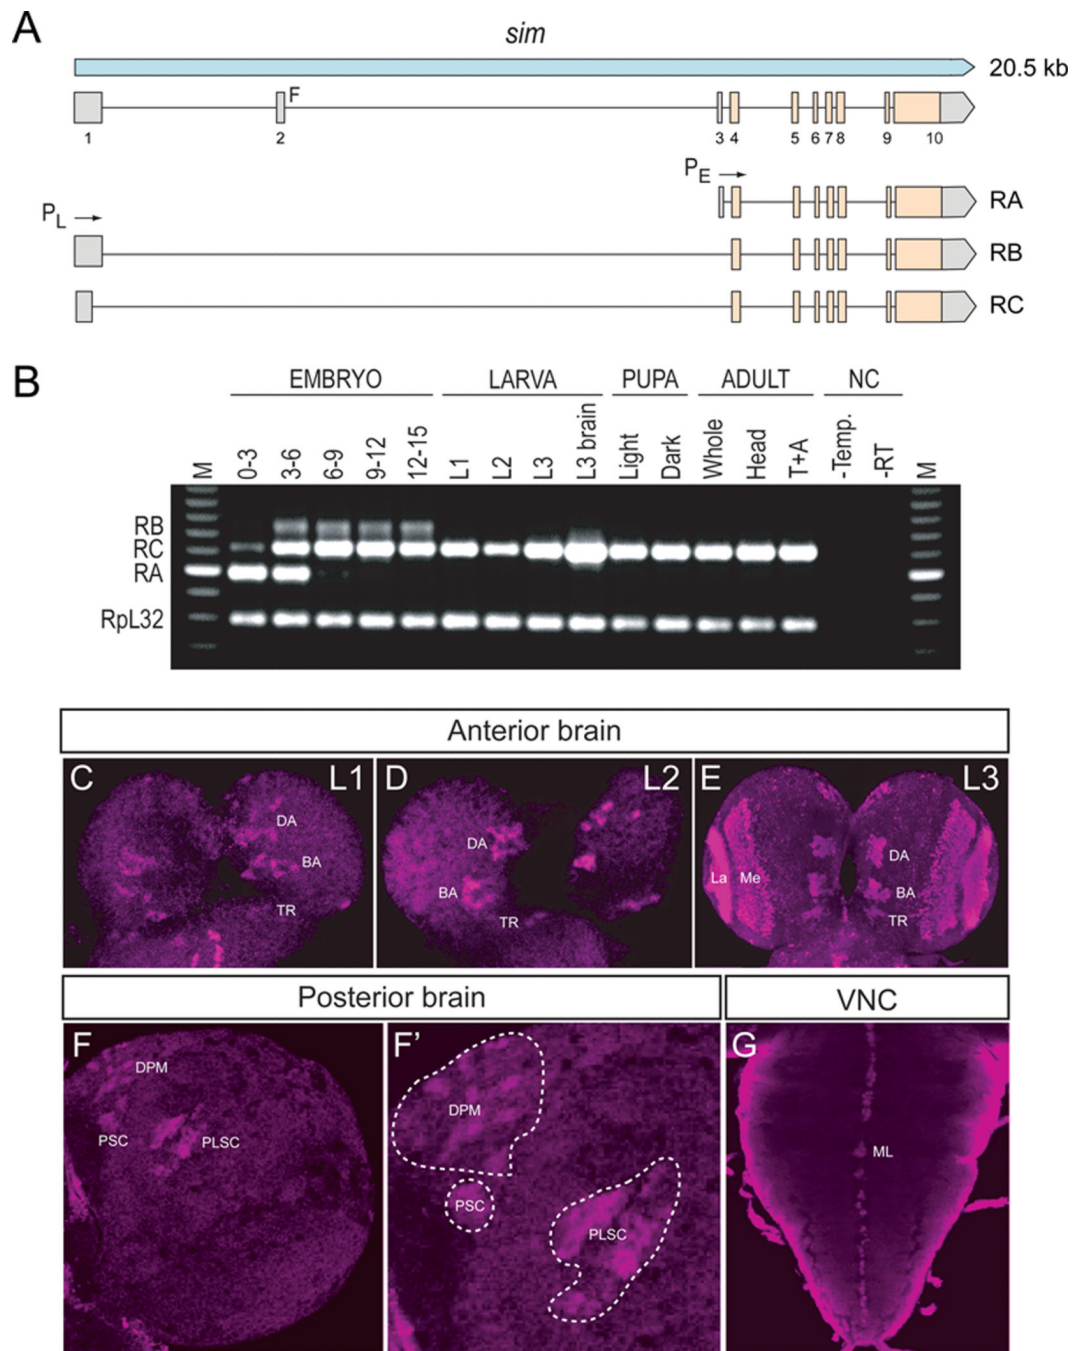 A
sim
20.5 kb
F
1 2 3 4 5 6 7 8 9 10
PE
RA
PL
RB
RC
B
EMBRYO LARVA PUPA ADULT NC
M 0-3 3-6 6-9 9-12 12-15 L1 L2 L3 L3 brain Light Dark Whole Head T+A -Temp. -RT M
RB
RC
RA
RpL32
Anterior brain
C L1 D L2 E L3
DA
BA
TR
DA
BA
TR
La Me
DA
BA
TR
Posterior brain
VNC
F
DPM
PSC PLSC
F'
DPM
PSC
PLSC
G
ML